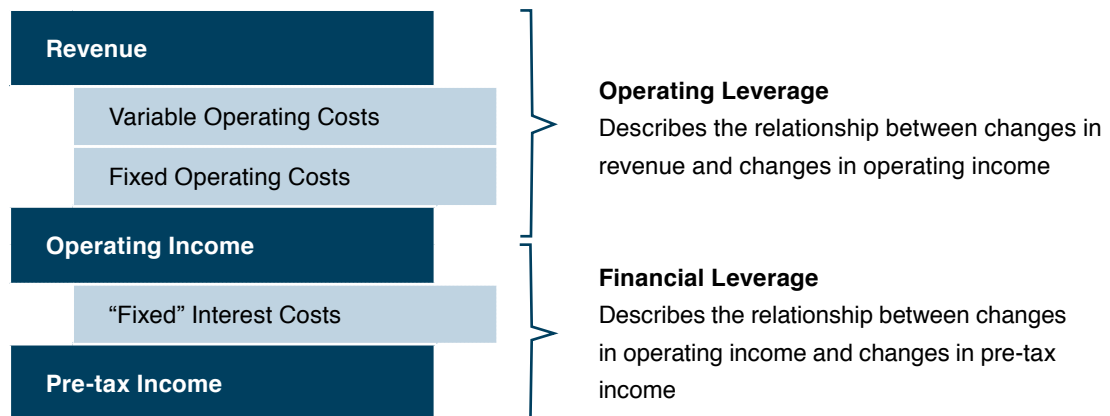 Revenue
Variable Operating Costs
Fixed Operating Costs
Operating Income
“Fixed” Interest Costs
Pre-tax Income
Operating Leverage
Describes the relationship between changes in
revenue and changes in operating income
Financial Leverage
Describes the relationship between changes
in operating income and changes in pre-tax
income